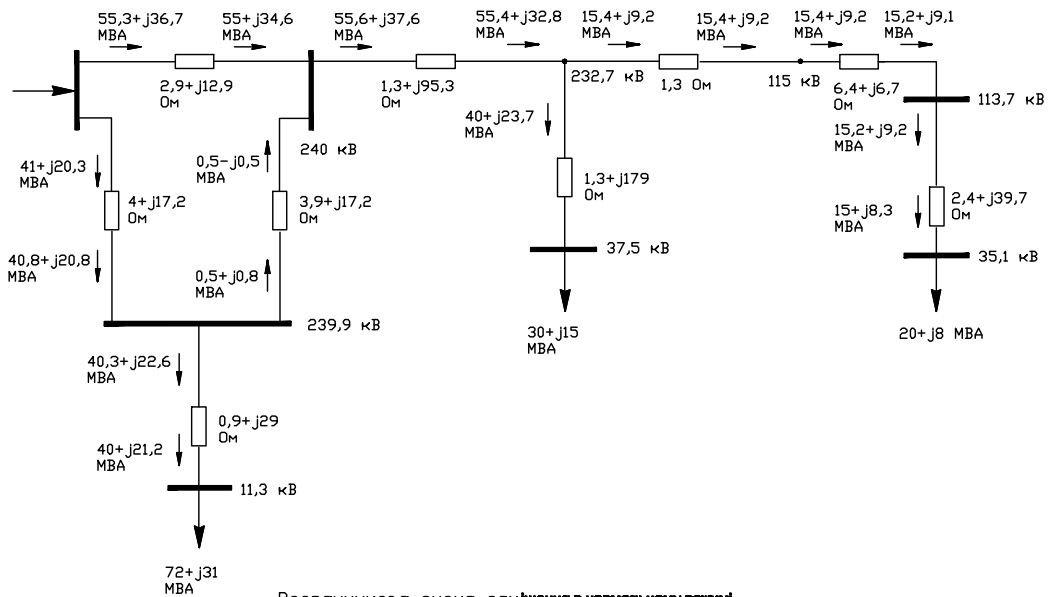 55,3+j36,7
МВА
55+j34,6
МВА
55,6+j37,6
МВА
55,4+j32,8
МВА
15,4+j9,2
МВА
15,4+j9,2
МВА
15,4+j9,2
МВА
15,2+j9,1
МВА
2,9+j12,9
Ом
1,3+j95,3
Ом
232,7 кВ
1,3 Ом
115 кВ
6,4+j6,7
Ом
113,7 кВ
40+j23,7
МВА
15,2+j9,2
МВА
240 кВ
41+j20,3
МВА
0,5-j0,5
МВА
4+j17,2
Ом
3,9+j17,2
Ом
1,3+j179
Ом
2,4+j39,7
Ом
15+j8,3
МВА
40,8+j20,8
МВА
0,5+j0,8
МВА
37,5 кВ
35,1 кВ
239,9 кВ
30+j15
МВА
20+j8 МВА
40,3+j22,6
МВА
0,9+j29
Ом
40+j21,2
МВА
11,3 кВ
72+j31
МВА